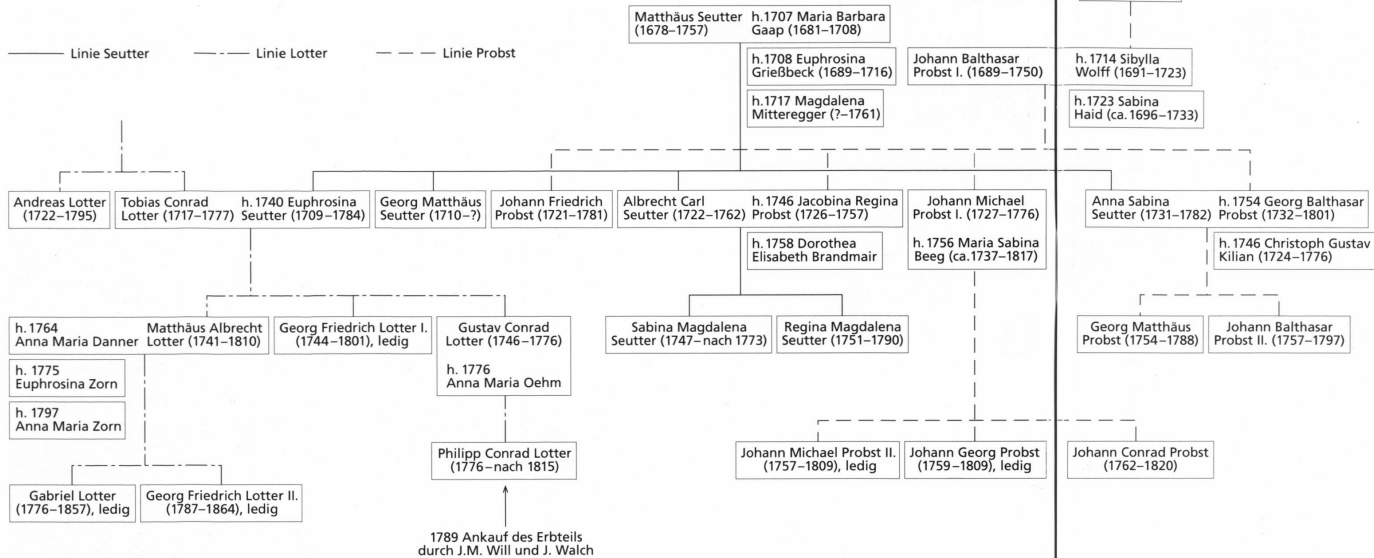 Matthäus Seutter
(1678–1757)
h.1707 Maria Barbara
Gaap (1681–1708)
Linie Seutter
Linie Lotter
Linie Probst
h.1708 Euphrosina
Grießbeck (1689–1716)
Johann Balthasar
Probst I. (1689–1750)
h.1714 Sibylla
Wolff (1691–1723)
h.1717 Magdalena
Mitteregger (?–1761)
h.1723 Sabina
Haid (ca.1696–1733)
Andreas Lotter
(1722–1795)
Tobias Conrad
Lotter (1717–1777)
h.1740 Euphrosina
Seutter (1709–1784)
Georg Matthäus
Seutter (1710–?)
Johann Friedrich
Probst (1721–1781)
Albrecht Carl
Seutter (1722–1762)
h.1746 Jacobina Regina
Probst (1726–1757)
Johann Michael
Probst I. (1727–1776)
h.1756 Maria Sabina
Beeg (ca.1737–1817)
Anna Sabina
Seutter (1731–1782)
h.1754 Georg Balthasar
Probst (1732–1801)
h.1758 Dorothea
Elisabeth Brandmair
h.1746 Christoph Gustav
Kilian (1724–1776)
h.1764
Anna Maria Danner
Matthäus Albrecht
Lotter (1741–1810)
Georg Friedrich Lotter I.
(1744–1801), ledig
Gustav Conrad
Lotter (1746–1776)
h. 1776
Anna Maria Oehm
Sabina Magdalena
Seutter (1747–nach 1773)
Regina Magdalena
Seutter (1751–1790)
Georg Matthäus
Probst (1754–1788)
Johann Balthasar
Probst II. (1757–1797)
h. 1775
Euphrosina Zorn
h. 1797
Anna Maria Zorn
Philipp Conrad Lotter
(1776–nach 1815)
Johann Michael Probst II.
(1757–1809), ledig
Johann Georg Probst
(1759–1809), ledig
Johann Conrad Probst
(1762–1820)
Gabriel Lotter
(1776–1857), ledig
Georg Friedrich Lotter II.
(1787–1864), ledig
1789 Ankauf des Erbteils
durch J.M. Will und J. Walch